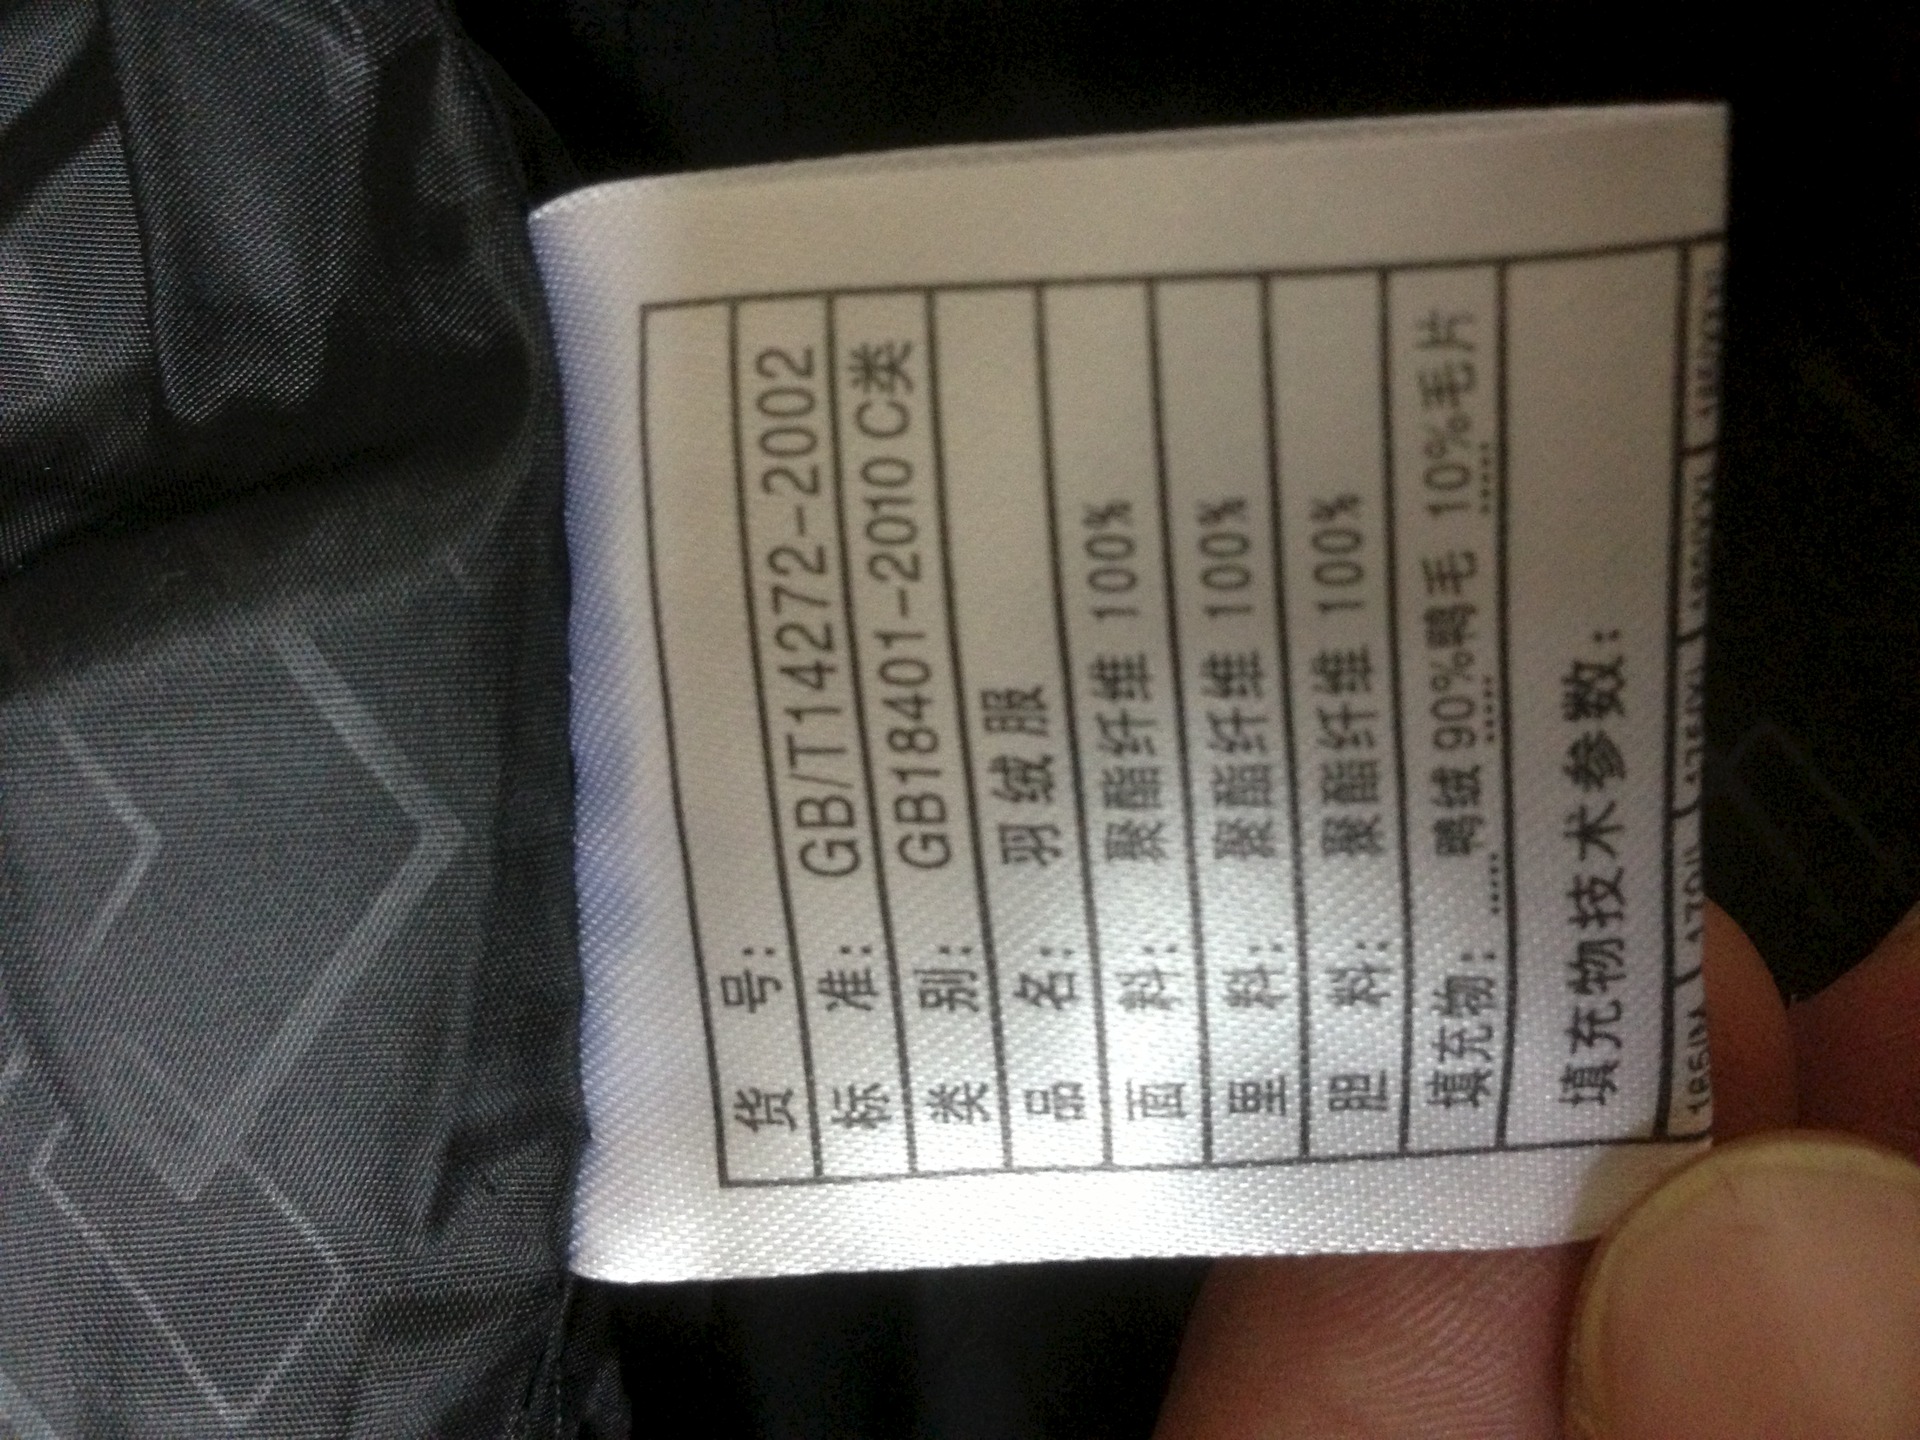 货 号：
标 准： GB/T14272-2002
类 别： GB18401-2010 C类
品 名： 羽绒服
面 料： 聚酯纤维 100%
里 料： 聚酯纤维 100%
胆 料： 聚酯纤维 100%
填充物： 鸭绒 90%鸭毛 10%毛片
填充物技术参数：